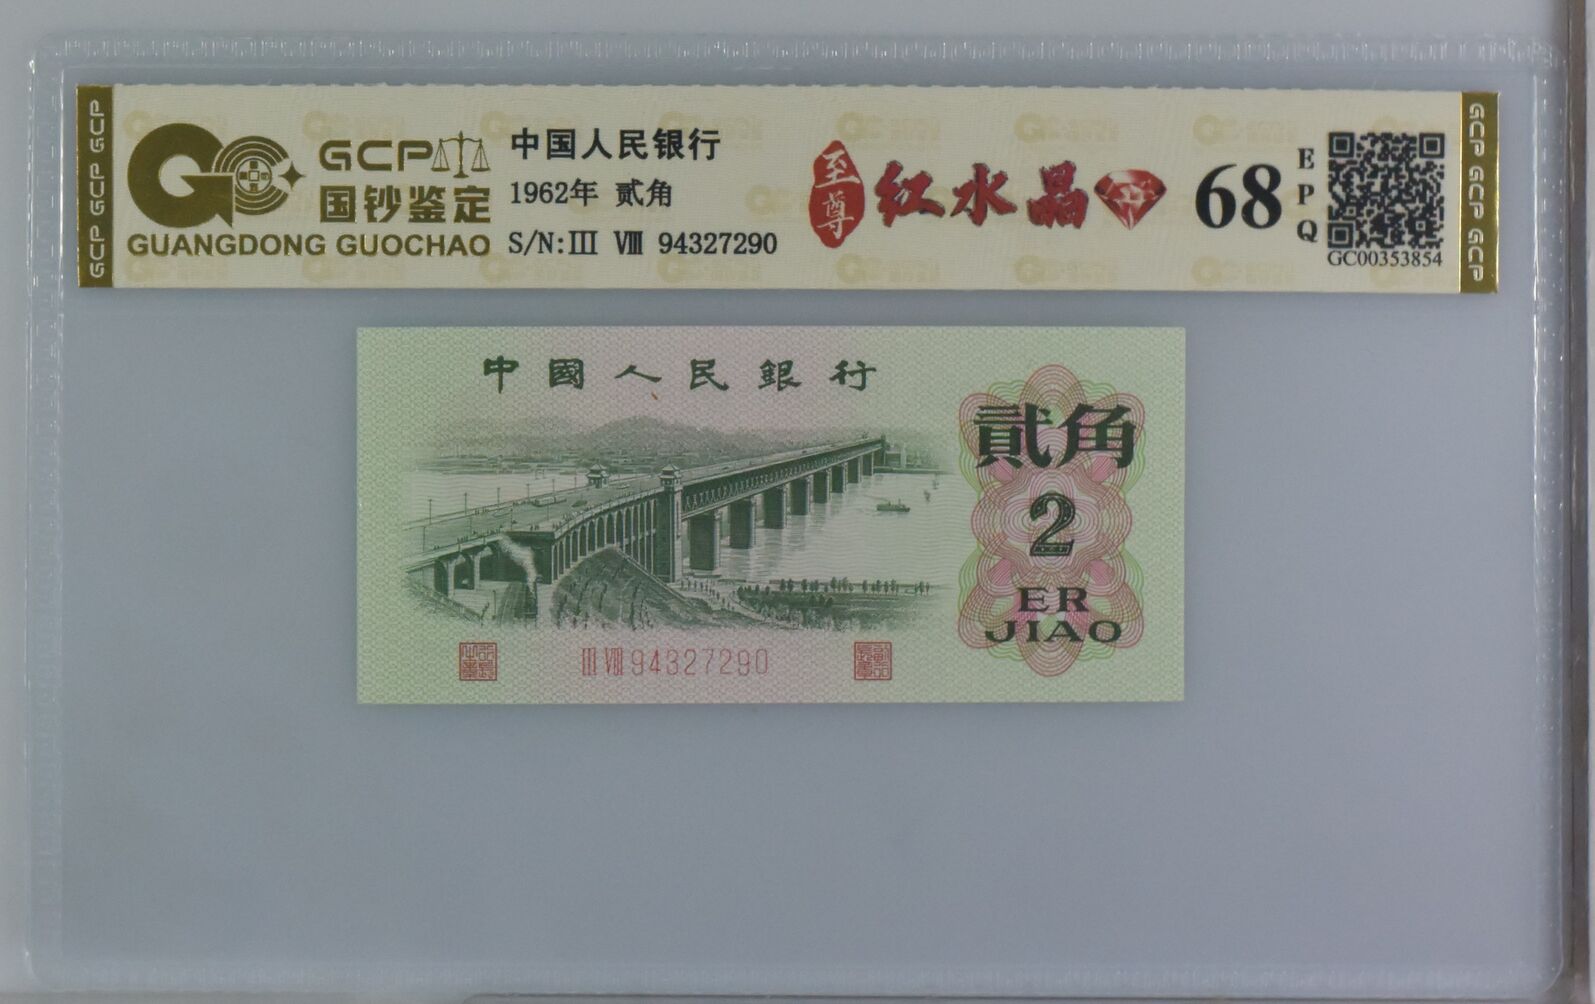 GCP GCP GCP
GCP
国钞鉴定
GUANGDONG GUOCHAO
中国人民银行
1962年 贰角
S/N:III VIII 94327290
至尊
红水晶
68
EPQ
GC00353854
GCP GCP GCP
中國人民銀行
貳角
2
ER
JIAO
III VIII 94327290